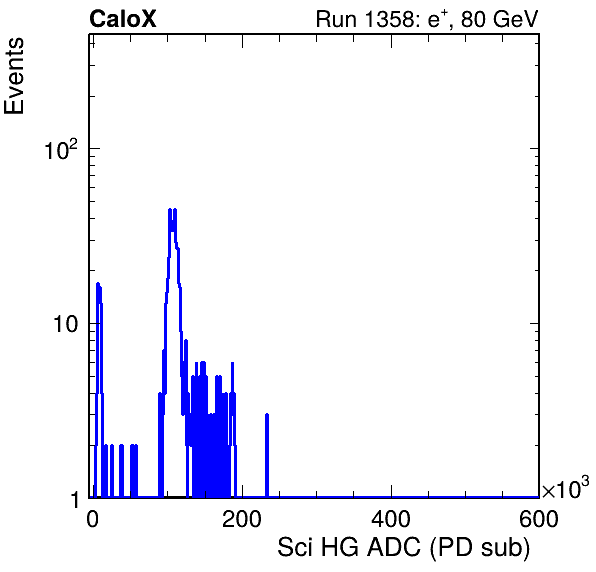 CaloX Run 1358: e⁺, 80 GeV
Events
10²
10
1
0 200 400 600
×10³
Sci HG ADC (PD sub)